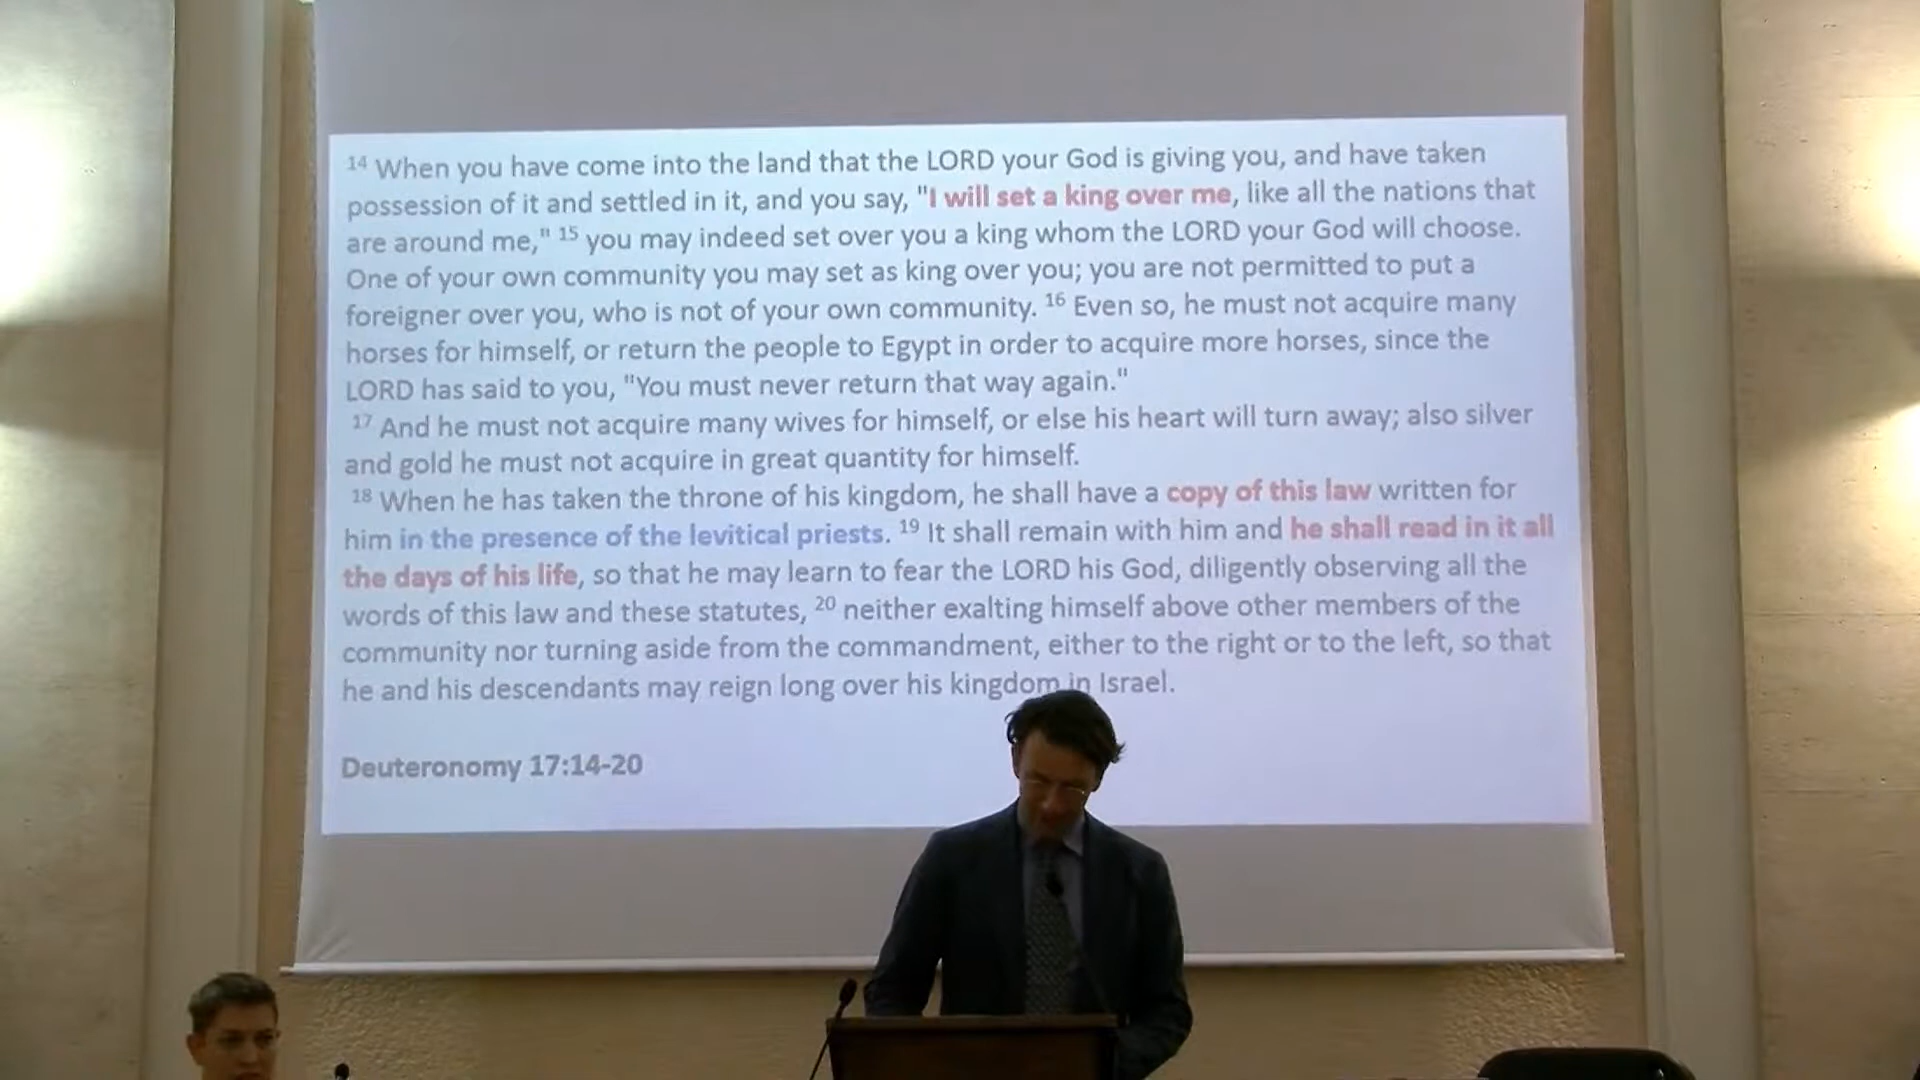 14 When you have come into the land that the LORD your God is giving you, and have taken
possession of it and settled in it, and you say, "I will set a king over me, like all the nations that
are around me," 15 you may indeed set over you a king whom the LORD your God will choose.
One of your own community you may set as king over you; you are not permitted to put a
foreigner over you, who is not of your own community. 16 Even so, he must not acquire many
horses for himself, or return the people to Egypt in order to acquire more horses, since the
LORD has said to you, "You must never return that way again."
17 And he must not acquire many wives for himself, or else his heart will turn away; also silver
and gold he must not acquire in great quantity for himself.
18 When he has taken the throne of his kingdom, he shall have a copy of this law written for
him in the presence of the levitical priests. 19 It shall remain with him and he shall read in it all
the days of his life, so that he may learn to fear the LORD his God, diligently observing all the
words of this law and these statutes, 20 neither exalting himself above other members of the
community nor turning aside from the commandment, either to the right or to the left, so that
he and his descendants may reign long over his kingdom in Israel.
Deuteronomy 17:14-20